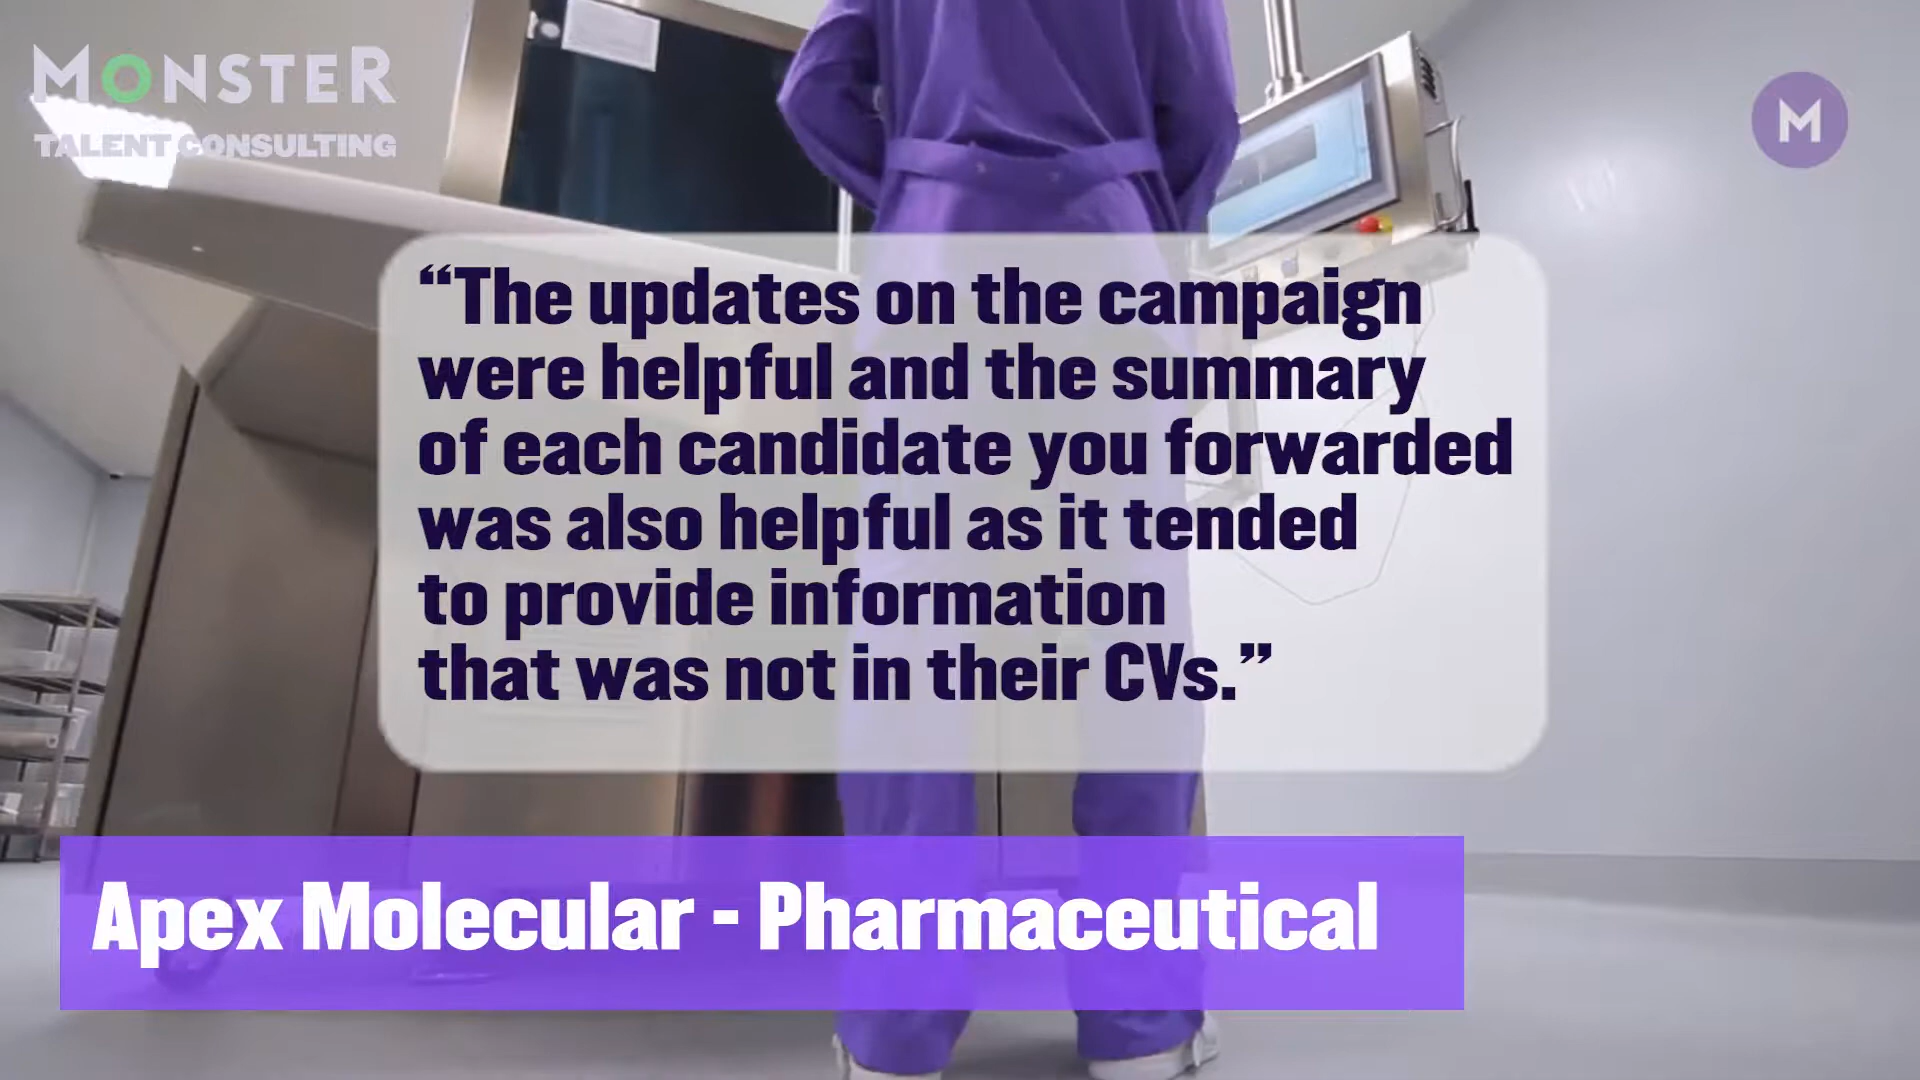 MONSTER
TALENT CONSULTING
M
“The updates on the campaign
were helpful and the summary
of each candidate you forwarded
was also helpful as it tended
to provide information
that was not in their CVs.”
Apex Molecular - Pharmaceutical